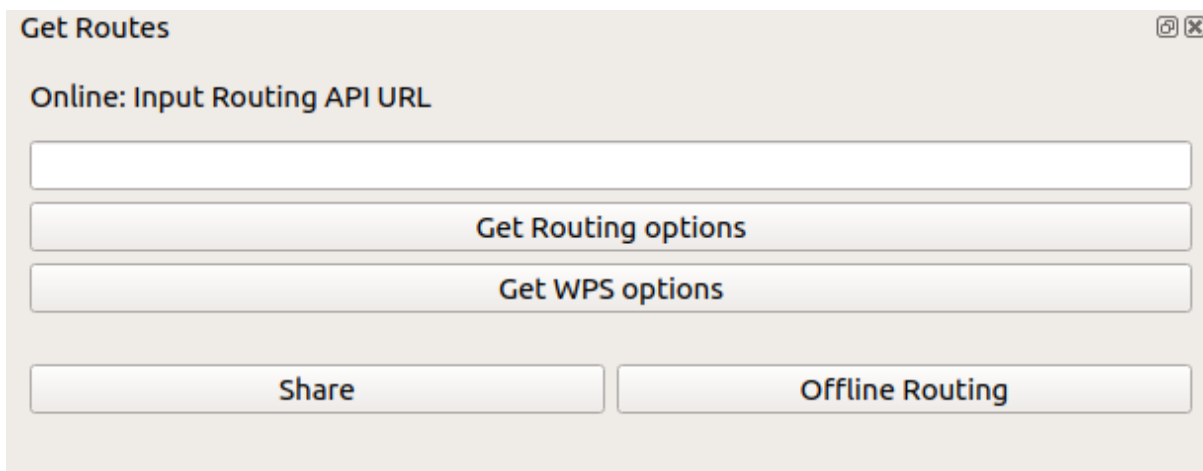 Get Routes
Online: Input Routing API URL
Get Routing options
Get WPS options
Share Offline Routing